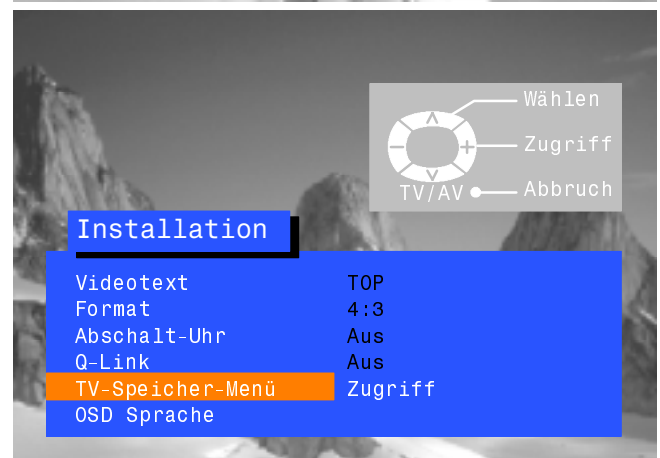 Wählen
Zugriff
TV/AV Abbruch
Installation
Videotext TOP
Format 4:3
Abschalt-Uhr Aus
Q-Link Aus
TV-Speicher-Menü Zugriff
OSD Sprache